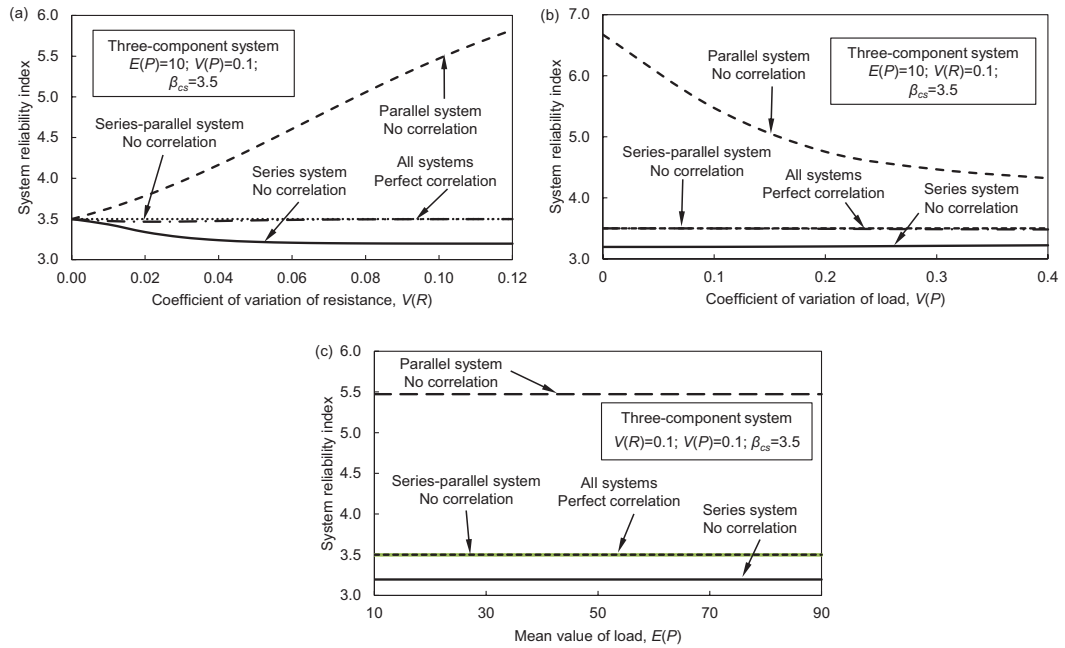 (a)
6.0
5.5
5.0
4.5
4.0
3.5
3.0
System reliability index
Three-component system
E(P)=10; V(P)=0.1;
βcs=3.5
Series-parallel system
No correlation
Series system
No correlation
Parallel system
No correlation
All systems
Perfect correlation
0.00 0.02 0.04 0.06 0.08 0.10 0.12
Coefficient of variation of resistance, V(R)
(b)
7.0
6.0
5.0
4.0
3.0
System reliability index
Parallel system
No correlation
Three-component system
E(P)=10; V(R)=0.1;
βcs=3.5
Series-parallel system
No correlation
All systems
Perfect correlation
Series system
No correlation
0 0.1 0.2 0.3 0.4
Coefficient of variation of load, V(P)
(c)
6.0
5.5
5.0
4.5
4.0
3.5
3.0
System reliability index
Parallel system
No correlation
Three-component system
V(R)=0.1; V(P)=0.1; βcs=3.5
Series-parallel system
No correlation
All systems
Perfect correlation
Series system
No correlation
10 30 50 70 90
Mean value of load, E(P)